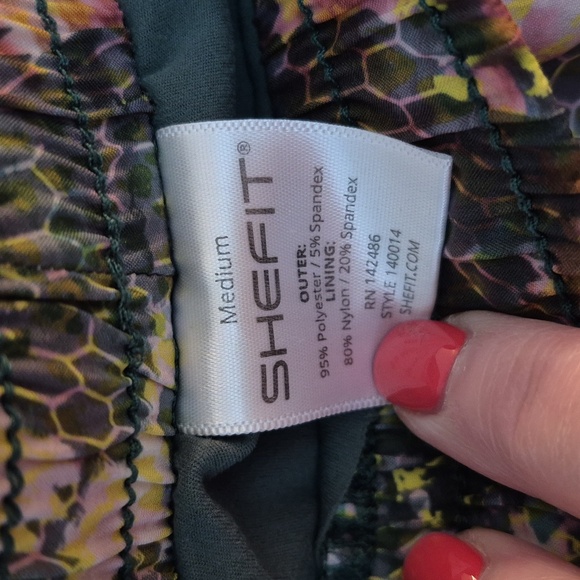 Medium
SHEFIT®
OUTER:
95% Polyester / 5% Spandex
LINING:
80% Nylon / 20% Spandex
RN 142486
STYLE 140014
SHEFIT.COM